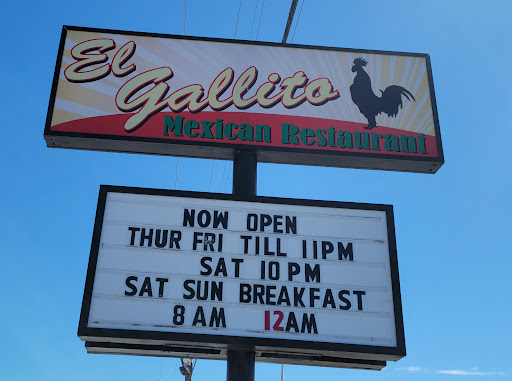 El
Gallito
Mexican Restaurant
NOW OPEN
THUR FRI TILL 11PM
SAT 10 PM
SAT SUN BREAKFAST
8 AM 12AM